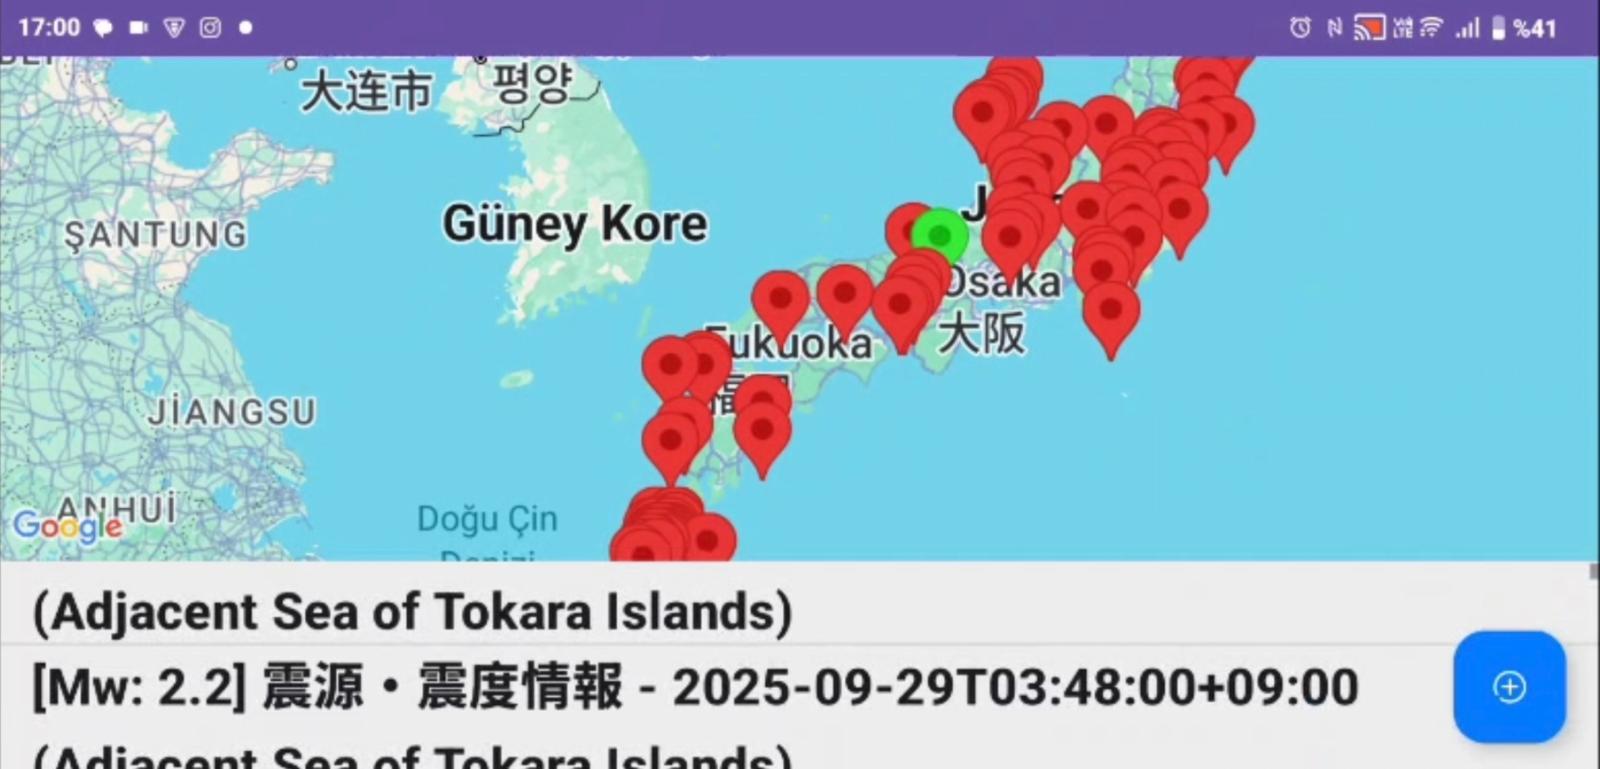 17:00
VoLTE
%41
大连市
평양
Güney Kore
ŞANTUNG
Osaka
大阪
Fukuoka
JİANGSU
ANHUİ
Google
Doğu Çin
Denizi
(Adjacent Sea of Tokara Islands)
[Mw: 2.2] 震源・震度情報 - 2025-09-29T03:48:00+09:00
(Adjacent Sea of Tokara Islands)